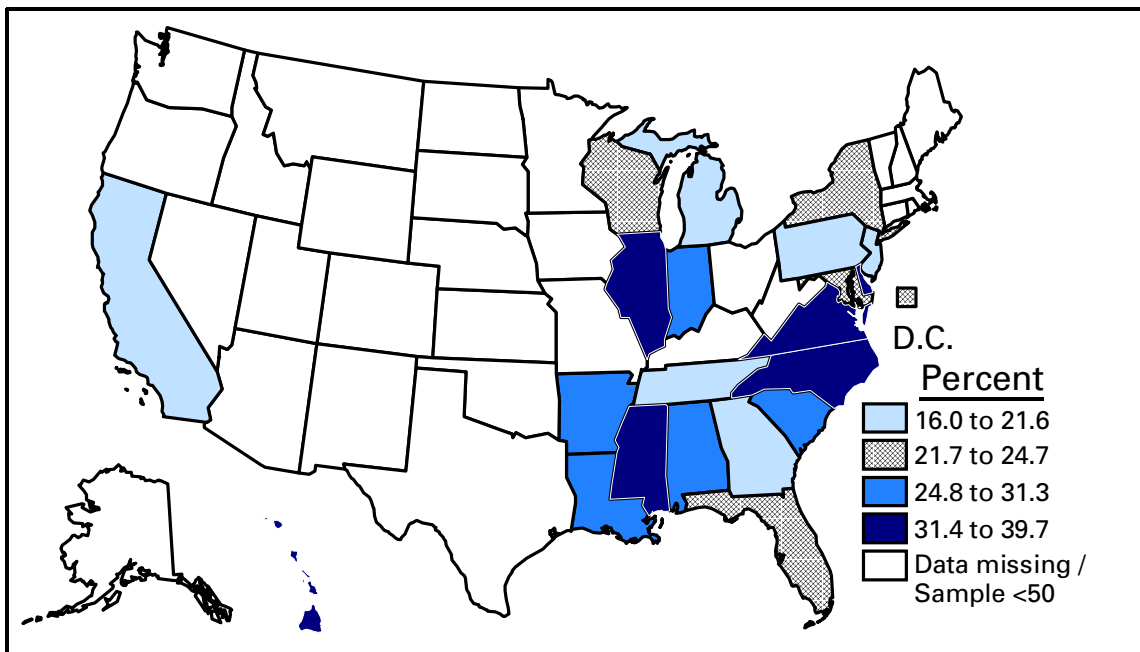 D.C.
Percent
16.0 to 21.6
21.7 to 24.7
24.8 to 31.3
31.4 to 39.7
Data missing /
Sample <50